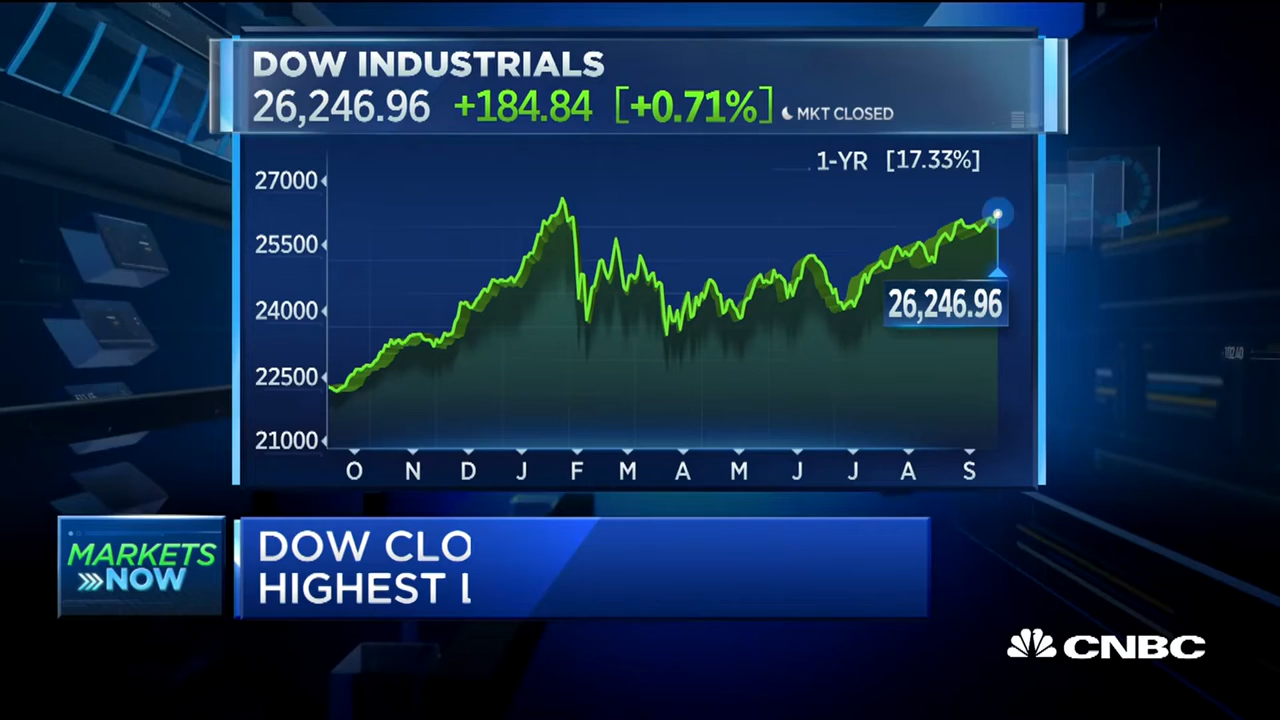 DOW INDUSTRIALS
26,246.96 +184.84 [+0.71%] MKT CLOSED
1-YR [17.33%]
27000
25500
24000
22500
21000
26,246.96
O N D J F M A M J J A S
MARKETS
NOW
DOW CLO
HIGHEST
CNBC